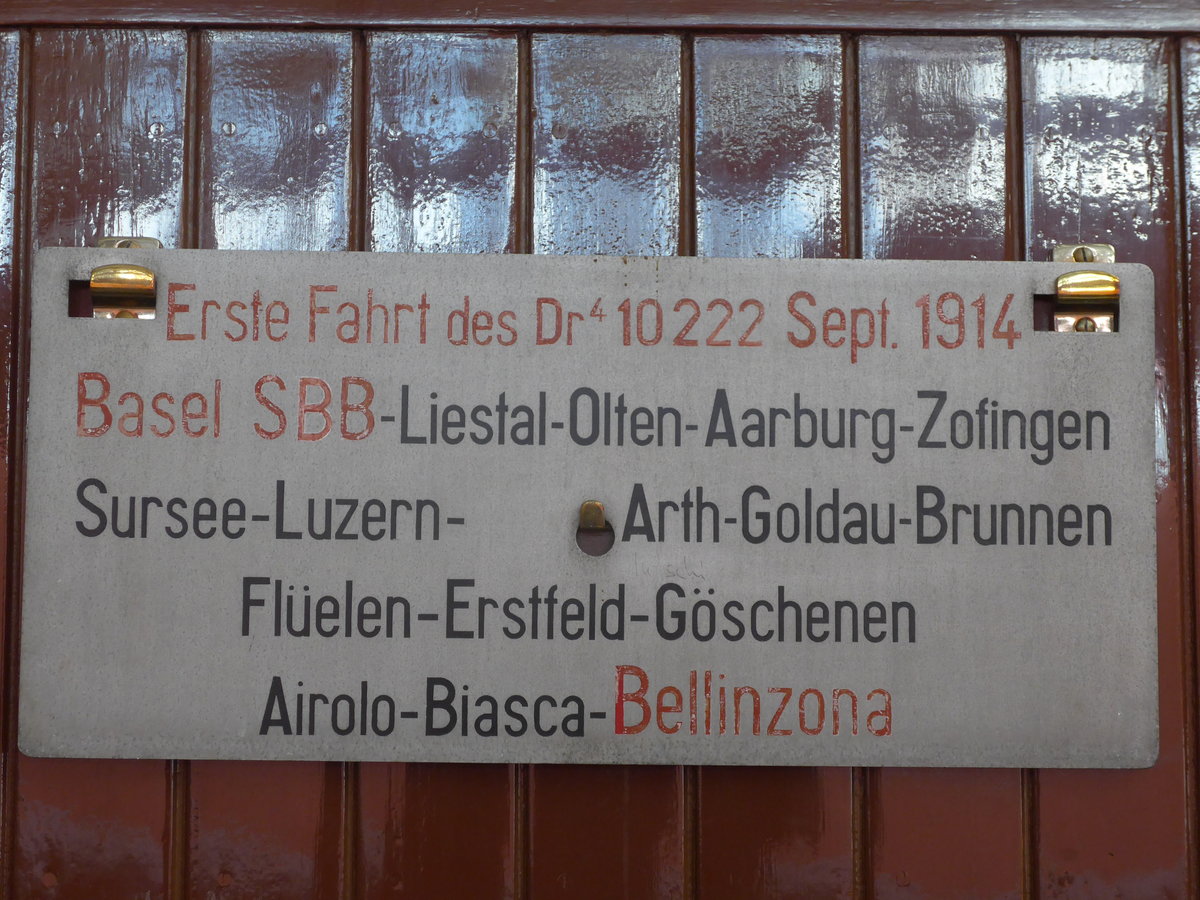 Erste Fahrt des Dr⁴ 10222 Sept. 1914
Basel SBB-Liestal-Olten-Aarburg-Zofingen
Sursee-Luzern- Arth-Goldau-Brunnen
Flüelen-Erstfeld-Göschenen
Airolo-Biasca-Bellinzona